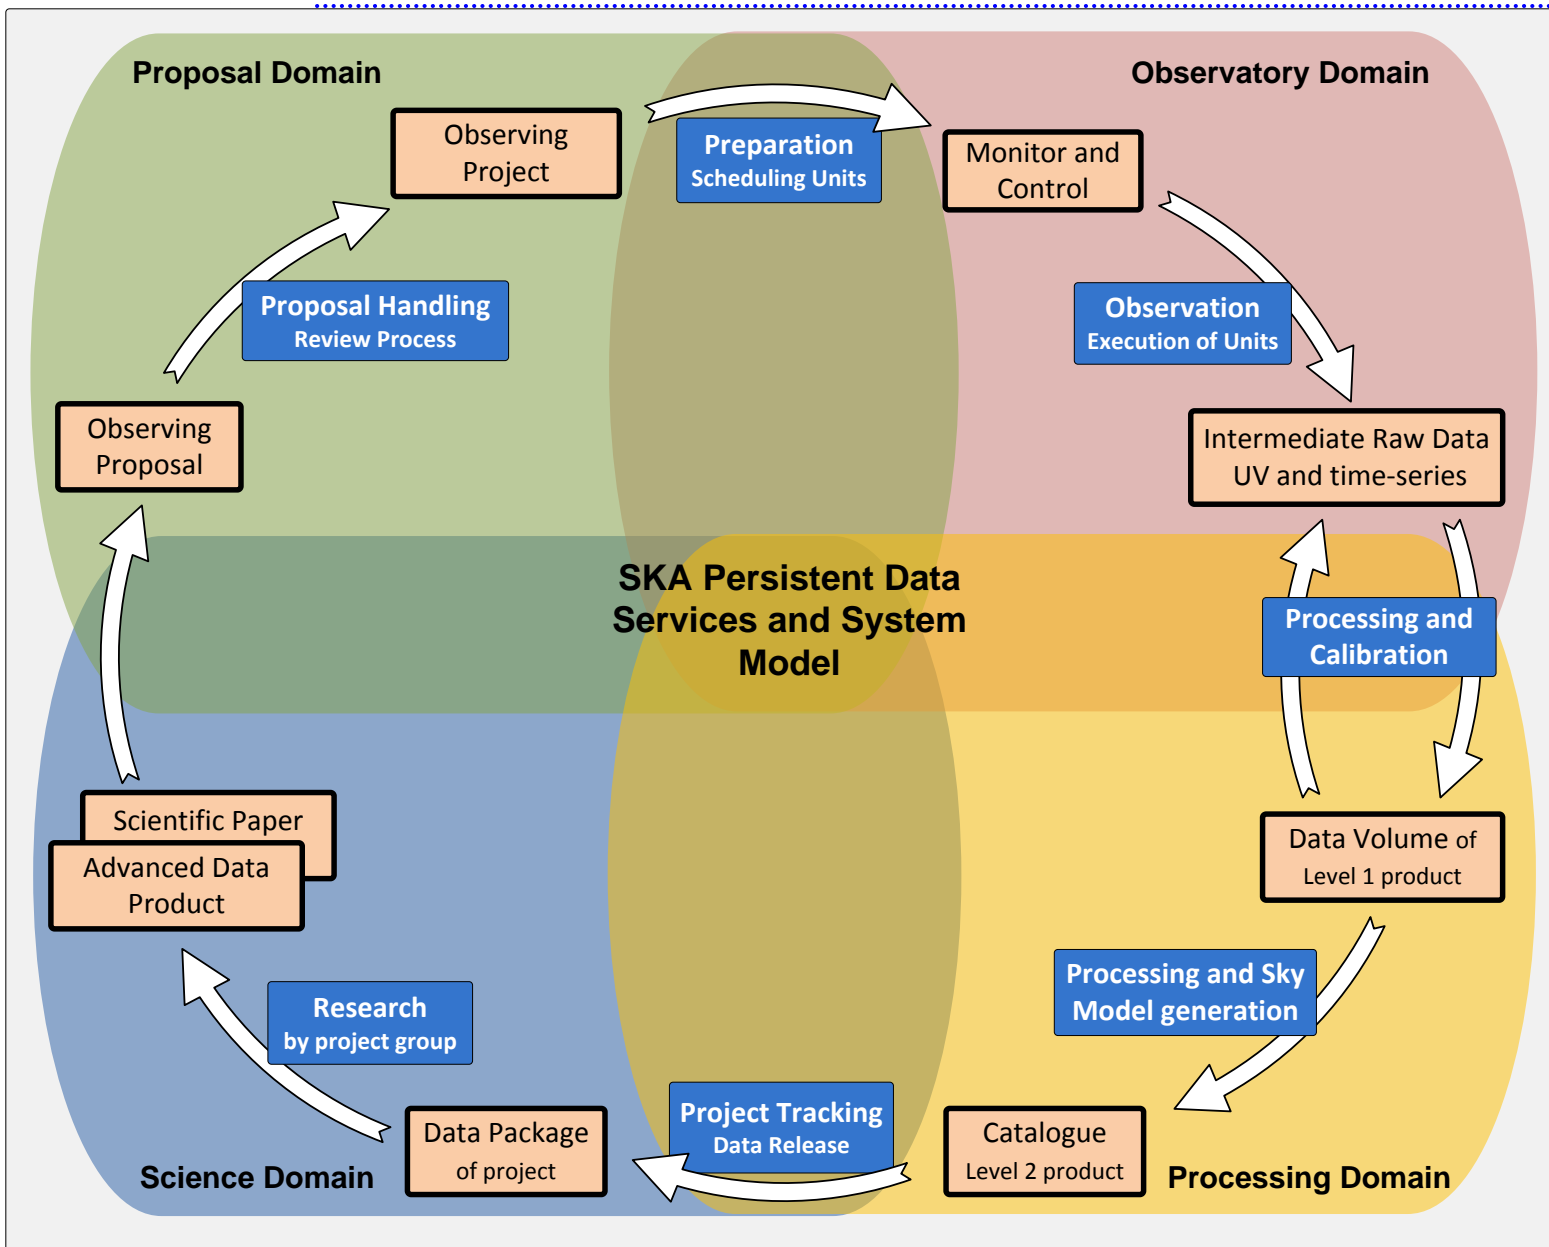 Proposal Domain
Observatory Domain
Observing
Project
Preparation
Scheduling Units
Monitor and
Control
Proposal Handling
Review Process
Observation
Execution of Units
Observing
Proposal
Intermediate Raw Data
UV and time-series
SKA Persistent Data
Services and System
Model
Processing and
Calibration
Scientific Paper
Advanced Data
Product
Data Volume of
Level 1 product
Processing and Sky
Model generation
Research
by project group
Project Tracking
Data Release
Data Package
of project
Catalogue
Level 2 product
Science Domain
Processing Domain